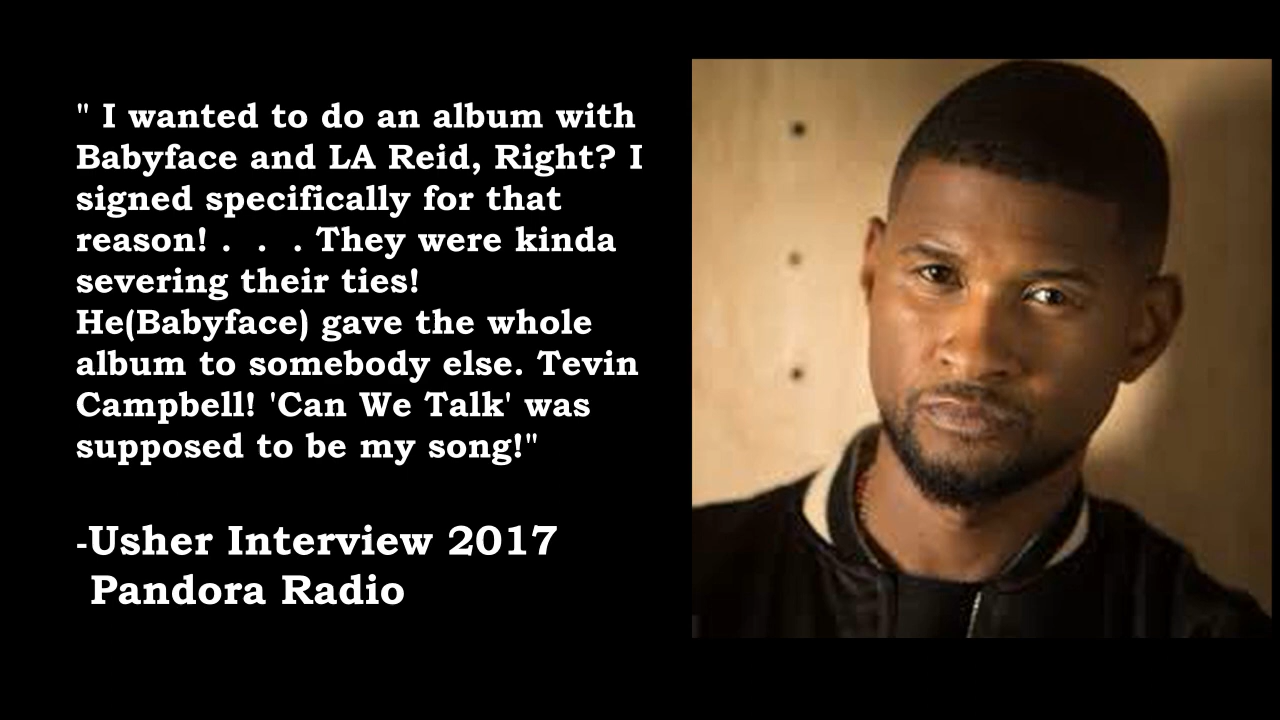 " I wanted to do an album with
Babyface and LA Reid, Right? I
signed specifically for that
reason! .  .  . They were kinda
severing their ties!
He(Babyface) gave the whole
album to somebody else. Tevin
Campbell! 'Can We Talk' was
supposed to be my song!"
-Usher Interview 2017
Pandora Radio